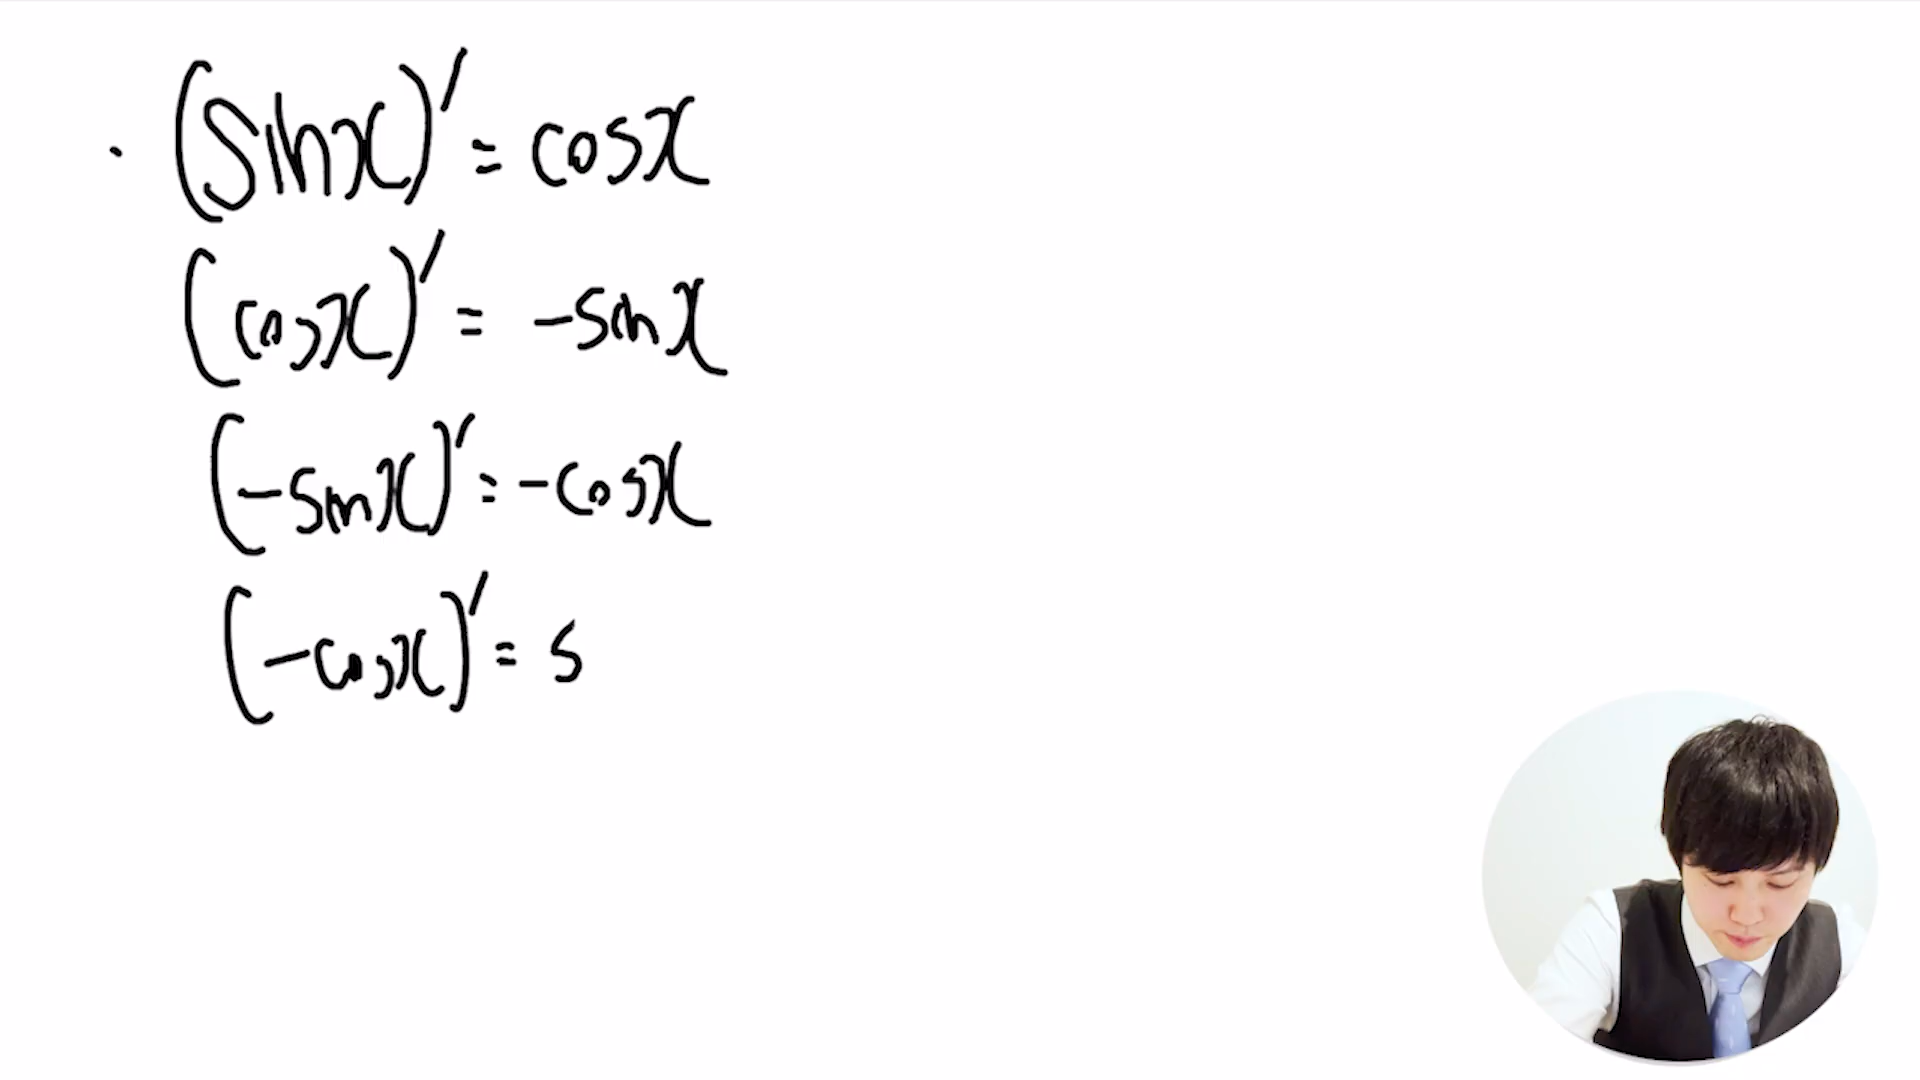 · (sinx)′ = cosx
(cosx)′ = -sinx
(-sinx)′ = -cosx
(-cosx)′ = s